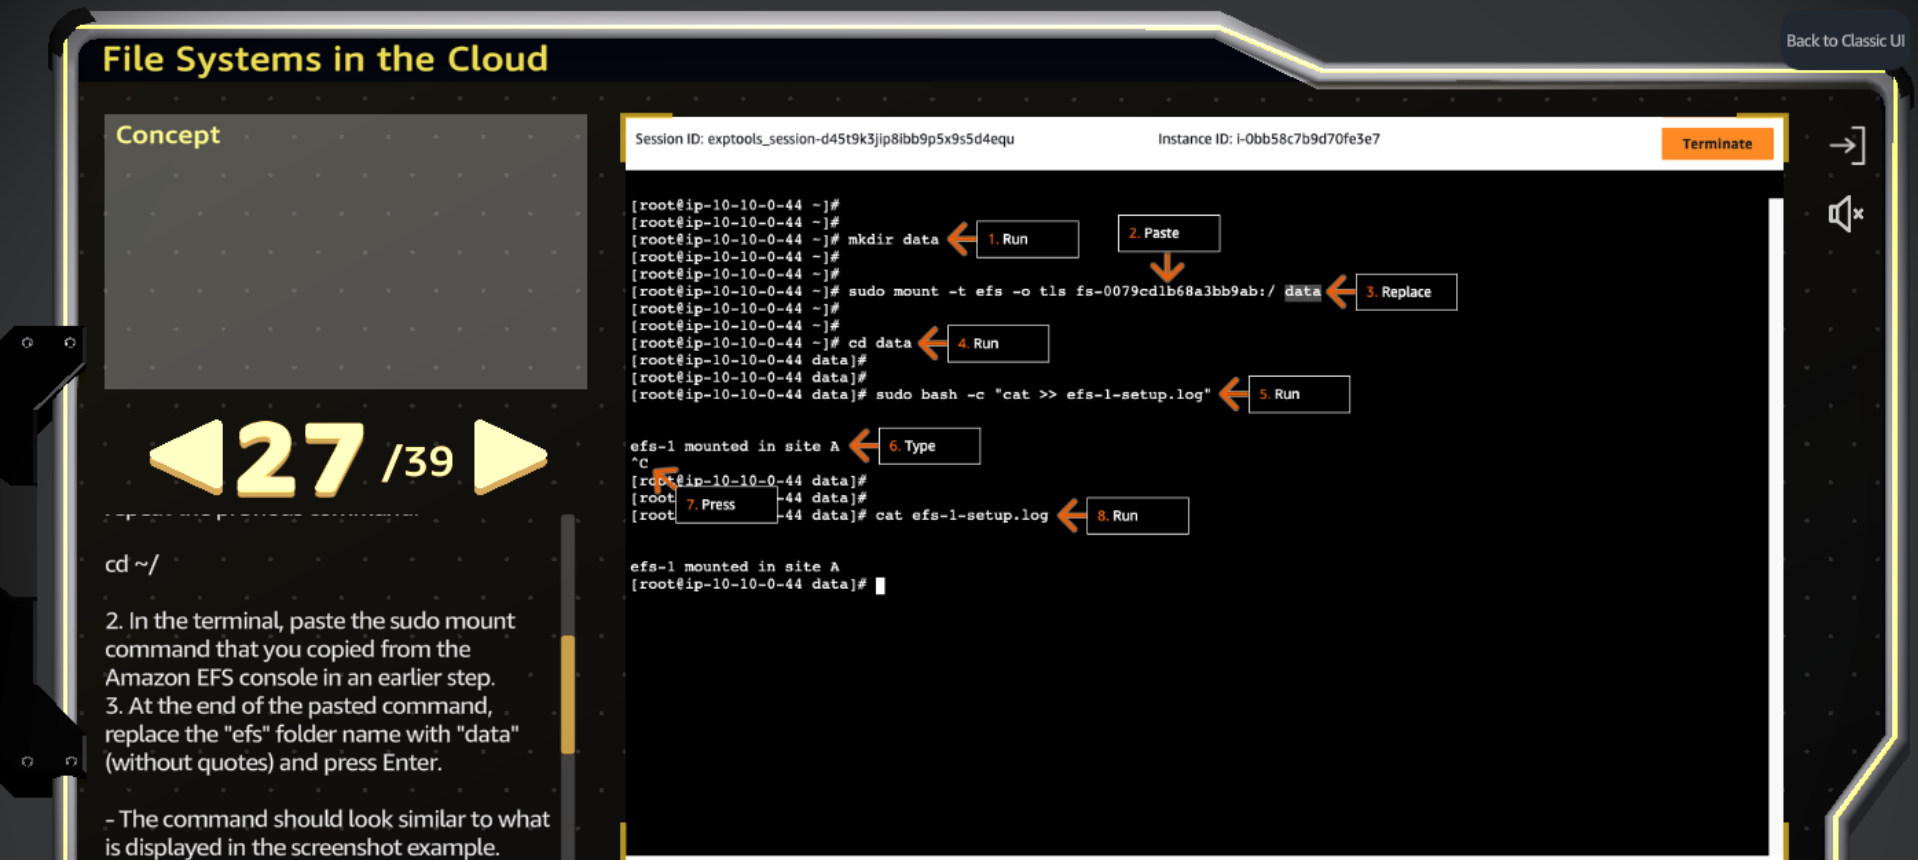 Back to Classic UI
File Systems in the Cloud
Concept
27 /39
repeat the previous command.
cd ~/
2. In the terminal, paste the sudo mount
command that you copied from the
Amazon EFS console in an earlier step.
3. At the end of the pasted command,
replace the "efs" folder name with "data"
(without quotes) and press Enter.
- The command should look similar to what
is displayed in the screenshot example.
Session ID: exptools_session-d45t9k3jip8ibb9p5x9s5d4equ
Instance ID: i-0bb58c7b9d70fe3e7
Terminate
[root@ip-10-10-0-44 ~]#
[root@ip-10-10-0-44 ~]#
[root@ip-10-10-0-44 ~]# mkdir data
1. Run
2. Paste
[root@ip-10-10-0-44 ~]#
[root@ip-10-10-0-44 ~]#
[root@ip-10-10-0-44 ~]# sudo mount -t efs -o tls fs-0079cd1b68a3bb9ab:/ data
3. Replace
[root@ip-10-10-0-44 ~]#
[root@ip-10-10-0-44 ~]#
[root@ip-10-10-0-44 ~]# cd data
4. Run
[root@ip-10-10-0-44 data]#
[root@ip-10-10-0-44 data]#
[root@ip-10-10-0-44 data]# sudo bash -c "cat >> efs-1-setup.log"
5. Run
efs-1 mounted in site A
6. Type
^C
[root@ip-10-10-0-44 data]#
[root -44 data]#
7. Press
[root -44 data]# cat efs-1-setup.log
8. Run
efs-1 mounted in site A
[root@ip-10-10-0-44 data]#